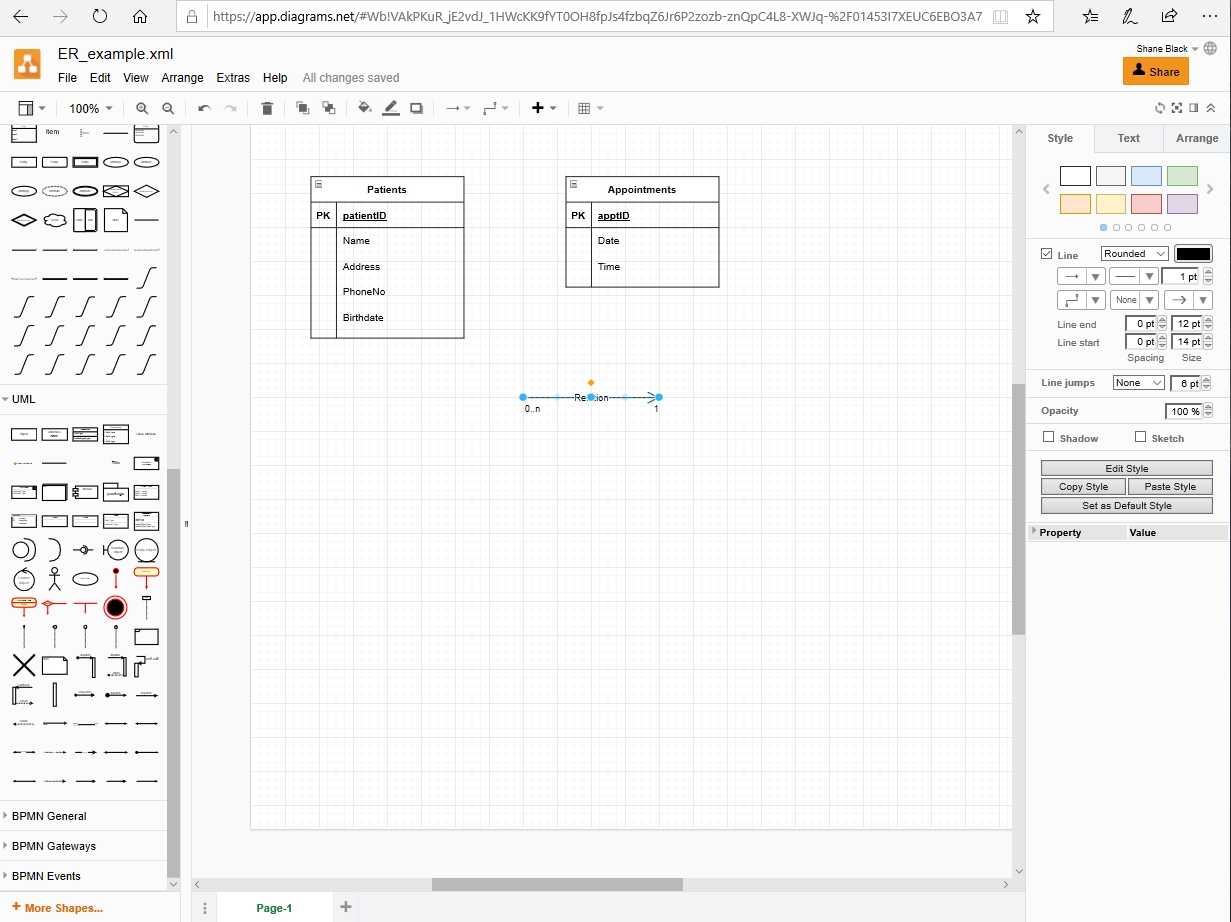 https://app.diagrams.net/#Wb!VAkPKuR_jE2vdJ_1HWcKK9fYT0OH8fpJs4fzbqZ6Jr6P2zozb-znQpC4L8-XWJq-%2F01453I7XEUC6EBO3A7
ER_example.xml
Shane Black
File Edit View Arrange Extras Help All changes saved
Share
100%
Item
UML
BPMN General
BPMN Gateways
BPMN Events
+ More Shapes...
Patients
PK patientID
Name
Address
PhoneNo
Birthdate
Appointments
PK apptID
Date
Time
0..n
1
Page-1
Style Text Arrange
Line Rounded
1 pt
None
Line end 0 pt 12 pt
Line start 0 pt 14 pt
Spacing Size
Line jumps None 6 pt
Opacity 100 %
Shadow Sketch
Edit Style
Copy Style Paste Style
Set as Default Style
Property Value